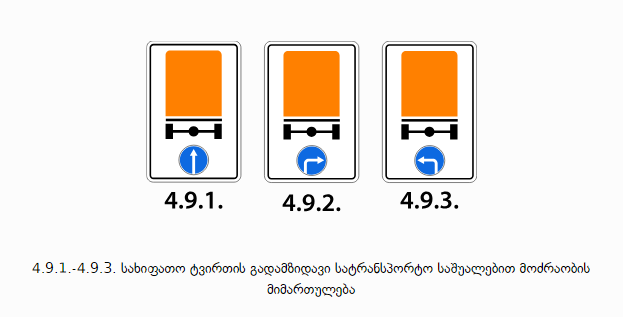 4.9.1. 4.9.2. 4.9.3.
4.9.1.-4.9.3. სახიფათო ტვირთის გადამზიდავი სატრანსპორტო საშუალებით მოძრაობის
მიმართულება